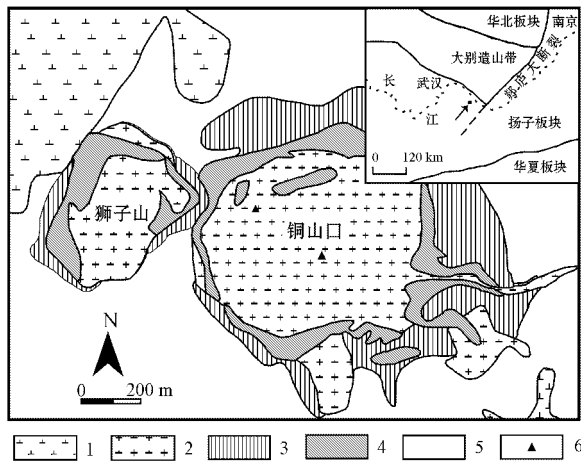 华北板块
南京
大别造山带
郯庐大断裂
长
武汉
江
扬子板块
0 120 km
华夏板块
狮子山
铜山口
N
0 200 m
1 2 3 4 5 6